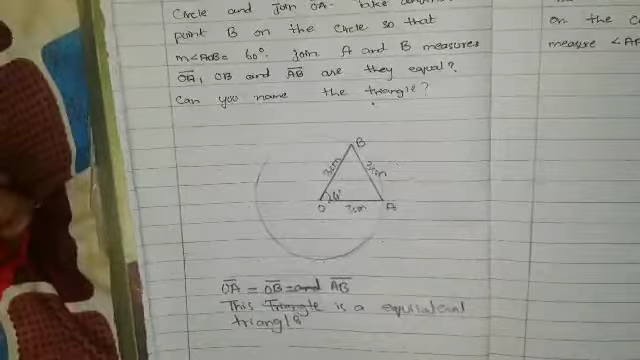 Circle and join OA. Take another
point B on the circle so that
m∠AOB= 60°. join A and B measures
OA, OB and AB are they equal?
Can you name the triangle?
on the
measure
B
3cm
3cm
60°
O
3cm
A
OA = OB = and AB
This Triangle is a equilateral
triangle